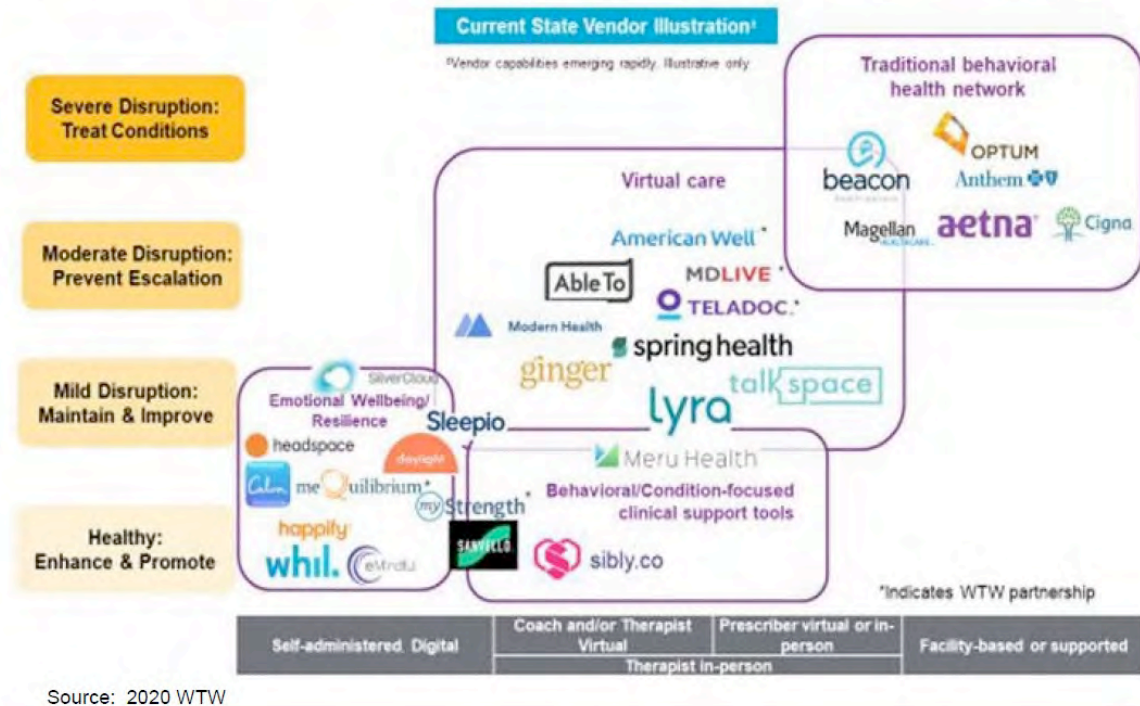 Current State Vendor Illustration‡
‡Vendor capabilities emerging rapidly. Illustrative only
Traditional behavioral
health network
Severe Disruption:
Treat Conditions
OPTUM
beacon
Anthem
Virtual care
Magellan
HEALTHCARE
aetna
Cigna
American Well*
Moderate Disruption:
Prevent Escalation
AbleTo
MDLIVE*
TELADOC.*
Modern Health
spring health
ginger
talkspace
lyra
Mild Disruption:
Maintain & Improve
SilverCloud
Emotional Wellbeing/
Resilience
Sleepio
headspace
daylight
Calm
meQuilibrium*
myStrength*
Meru Health
Behavioral/Condition-focused
clinical support tools
Healthy:
Enhance & Promote
happify
whil.
eMindful
SANVELLO
sibly.co
*Indicates WTW partnership
Self-administered Digital
Coach and/or Therapist
Virtual
Prescriber virtual or in-
person
Facility-based or supported
Therapist in-person
Source: 2020 WTW